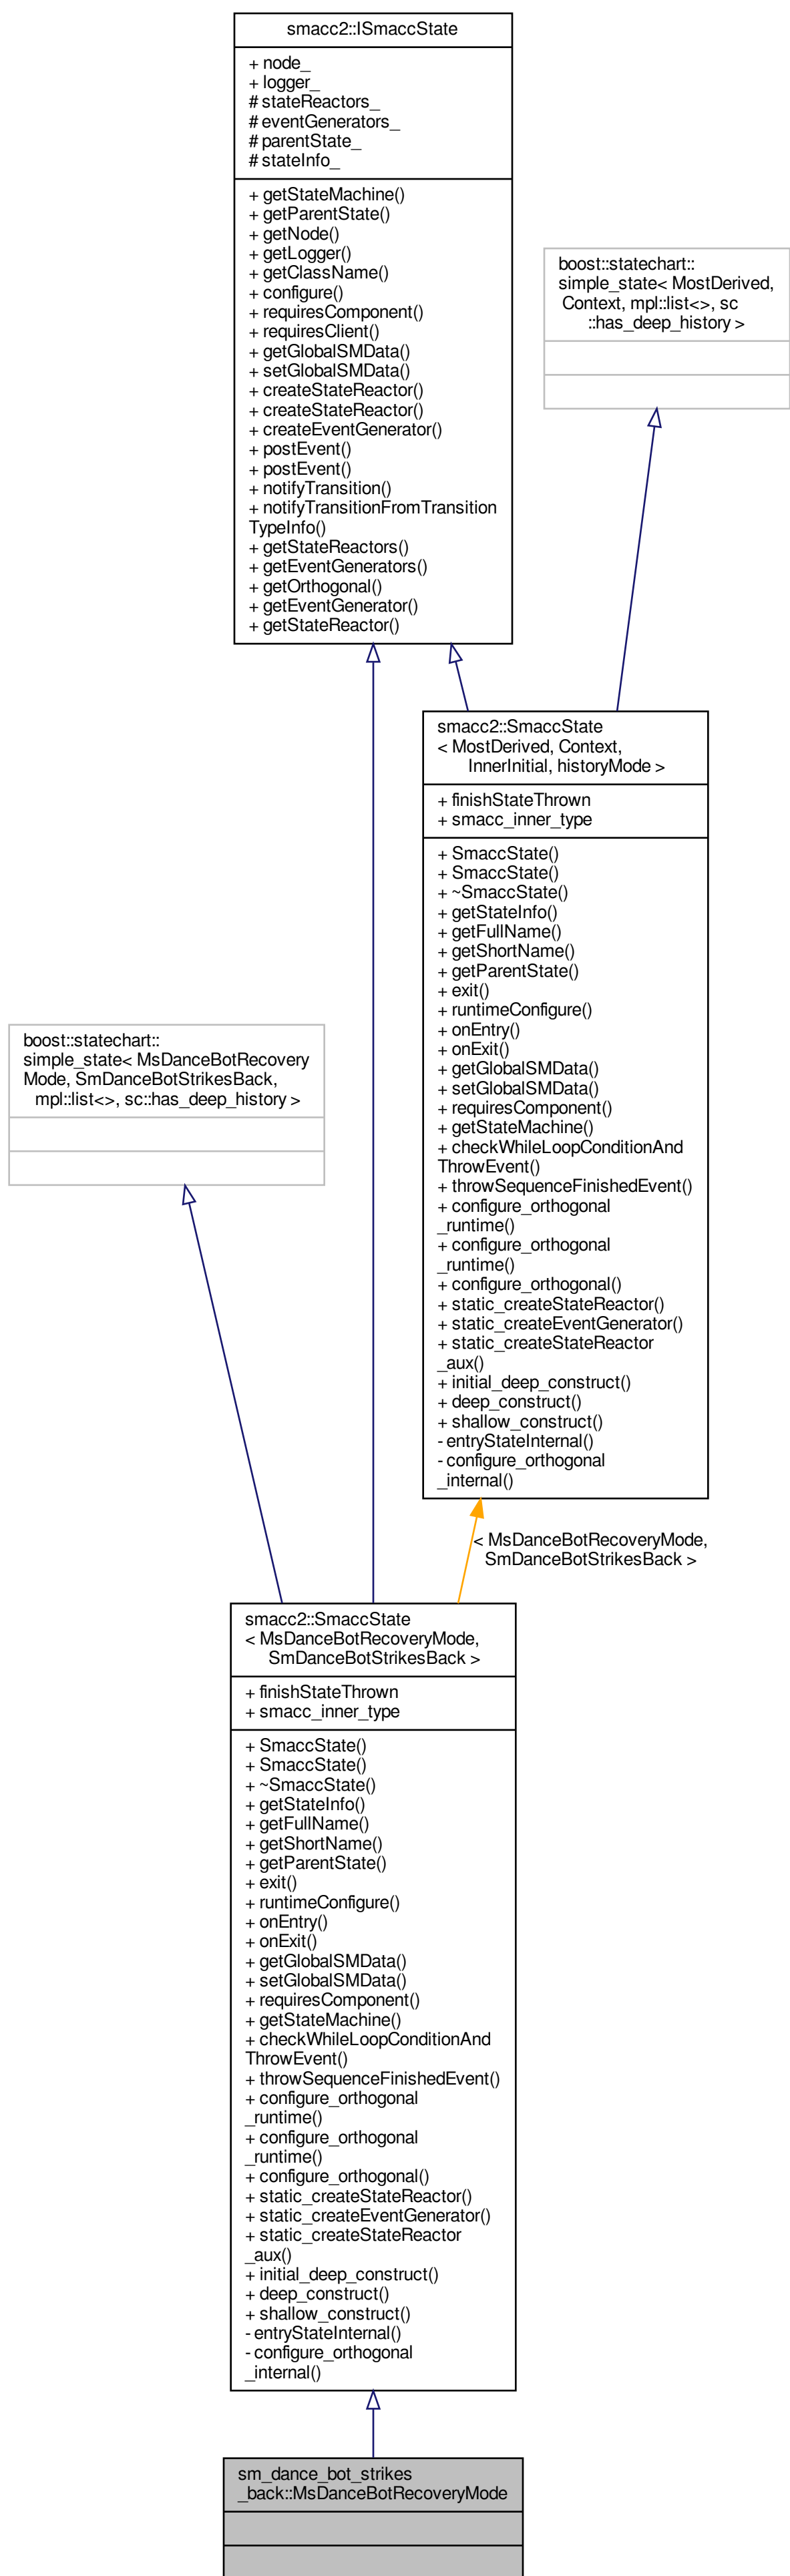 smacc2::ISmaccState
+ node_
+ logger_
# stateReactors_
# eventGenerators_
# parentState_
# stateInfo_
+ getStateMachine()
+ getParentState()
+ getNode()
+ getLogger()
+ getClassName()
+ configure()
+ requiresComponent()
+ requiresClient()
+ getGlobalSMData()
+ setGlobalSMData()
+ createStateReactor()
+ createStateReactor()
+ createEventGenerator()
+ postEvent()
+ postEvent()
+ notifyTransition()
+ notifyTransitionFromTransition
TypeInfo()
+ getStateReactors()
+ getEventGenerators()
+ getOrthogonal()
+ getEventGenerator()
+ getStateReactor()
boost::statechart::
simple_state< MostDerived,
Context, mpl::list<>, sc
::has_deep_history >
smacc2::SmaccState
< MostDerived, Context,
InnerInitial, historyMode >
+ finishStateThrown
+ smacc_inner_type
+ SmaccState()
+ SmaccState()
+ ~SmaccState()
+ getStateInfo()
+ getFullName()
+ getShortName()
+ getParentState()
+ exit()
+ runtimeConfigure()
+ onEntry()
+ onExit()
+ getGlobalSMData()
+ setGlobalSMData()
+ requiresComponent()
+ getStateMachine()
+ checkWhileLoopConditionAnd
ThrowEvent()
+ throwSequenceFinishedEvent()
+ configure_orthogonal
_runtime()
+ configure_orthogonal
_runtime()
+ configure_orthogonal()
+ static_createStateReactor()
+ static_createEventGenerator()
+ static_createStateReactor
_aux()
+ initial_deep_construct()
+ deep_construct()
+ shallow_construct()
- entryStateInternal()
- configure_orthogonal
_internal()
boost::statechart::
simple_state< MsDanceBotRecovery
Mode, SmDanceBotStrikesBack,
mpl::list<>, sc::has_deep_history >
< MsDanceBotRecoveryMode,
SmDanceBotStrikesBack >
smacc2::SmaccState
< MsDanceBotRecoveryMode,
SmDanceBotStrikesBack >
+ finishStateThrown
+ smacc_inner_type
+ SmaccState()
+ SmaccState()
+ ~SmaccState()
+ getStateInfo()
+ getFullName()
+ getShortName()
+ getParentState()
+ exit()
+ runtimeConfigure()
+ onEntry()
+ onExit()
+ getGlobalSMData()
+ setGlobalSMData()
+ requiresComponent()
+ getStateMachine()
+ checkWhileLoopConditionAnd
ThrowEvent()
+ throwSequenceFinishedEvent()
+ configure_orthogonal
_runtime()
+ configure_orthogonal
_runtime()
+ configure_orthogonal()
+ static_createStateReactor()
+ static_createEventGenerator()
+ static_createStateReactor
_aux()
+ initial_deep_construct()
+ deep_construct()
+ shallow_construct()
- entryStateInternal()
- configure_orthogonal
_internal()
sm_dance_bot_strikes
_back::MsDanceBotRecoveryMode